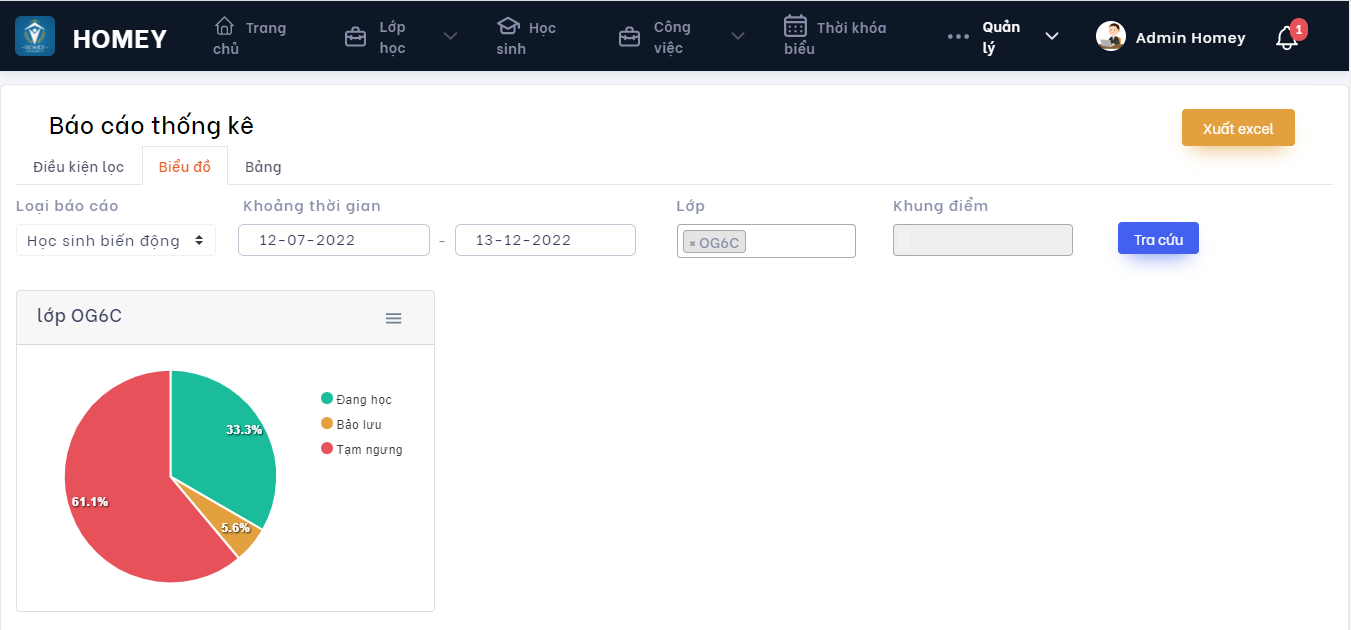 HOMEY
Trang
chủ
Lớp
học
Học
sinh
Công
việc
Thời khóa
biểu
Quản
lý
Admin Homey
1
Báo cáo thống kê
Xuất excel
Điều kiện lọc
Biểu đồ
Bảng
Loại báo cáo
Khoảng thời gian
Lớp
Khung điểm
Học sinh biến động
12-07-2022
-
13-12-2022
× OG6C
Tra cứu
lớp OG6C
Đang học
Bảo lưu
Tạm ngưng
33.3%
61.1%
5.6%